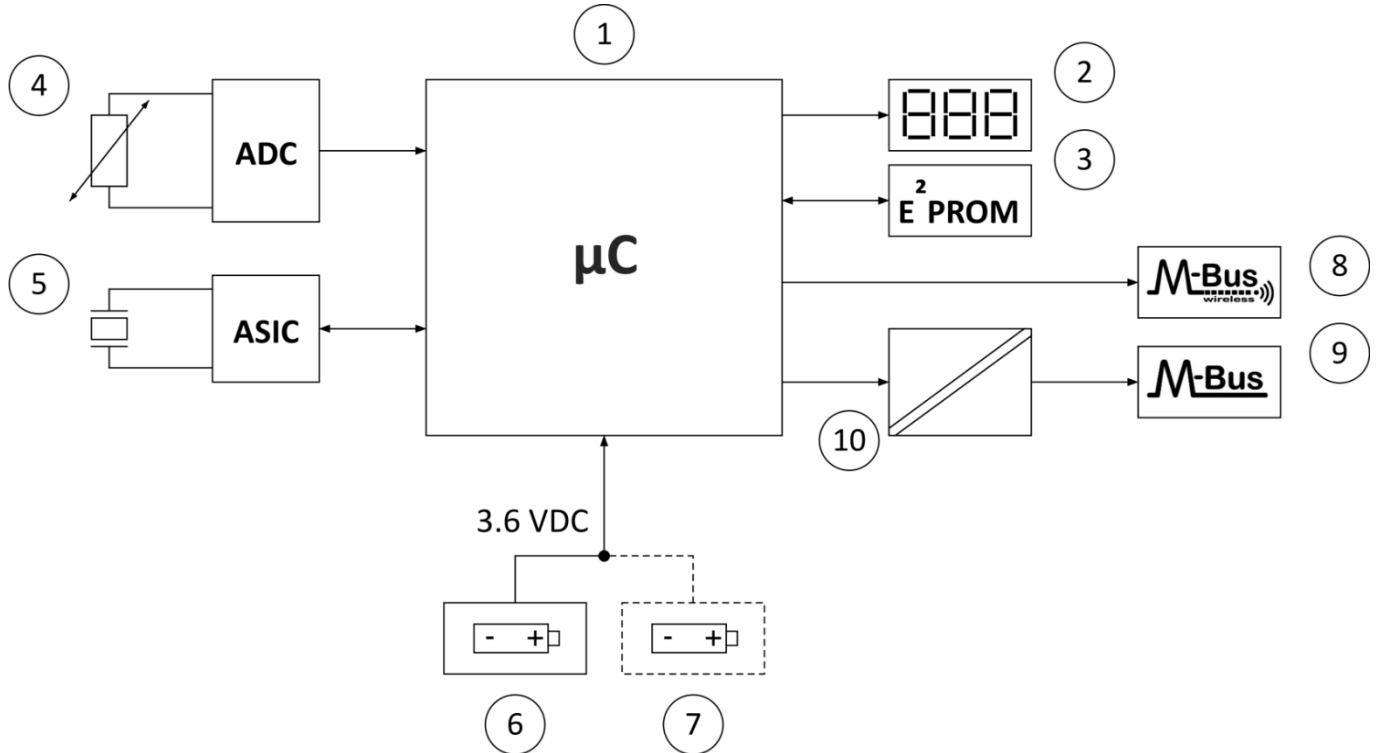 1
4
2
ADC
888
3
E²PROM
µC
5
8
M-Bus
wireless
ASIC
9
M-Bus
10
3.6 VDC
- +
- +
6
7